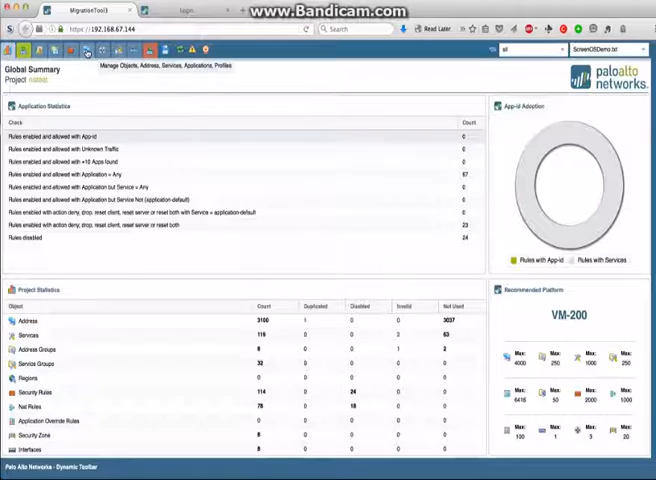 www.Bandicam.com
MigrationTool3
login
https://192.168.67.144
Search
Read Later
all
ScreenOSDemo.txt
Manage Objects, Address, Services, Applications, Profiles
Global Summary
Project
paloalto
networks
Application Statistics
Check Count
Rules enabled and allowed with App-id 0
Rules enabled and allowed with Unknown Traffic 0
Rules enabled and allowed with +10 Apps found 0
Rules enabled and allowed with Application = Any 67
Rules enabled and allowed with Application but Service = Any 0
Rules enabled and allowed with Application but Service Not (application-default) 0
Rules enabled with action deny, drop, reset client, reset server or reset both with Service = application-default 0
Rules enabled with action deny, drop, reset client, reset server or reset both 23
Rules disabled 24
App-id Adoption
Rules with App-id Rules with Services
Project Statistics
Object Count Duplicated Disabled Invalid Not Used
Address 3100 1 0 0 3037
Services 116 0 0 3 63
Address Groups 8 0 0 1 2
Service Groups 32 0 0 0 0
Regions 0 0 0 0 0
Security Rules 114 0 24 0 0
Nat Rules 78 0 18 0 0
Application Override Rules 0 0 0 0 0
Security Zone 8 0 0 0 0
Interfaces 8 0 0 0 0
Recommended Platform
VM-200
Max: 4000 Max: 250 Max: 1000 Max: 250
Max: 6416 Max: 50 Max: 2000 Max: 1000
Max: 100 Max: 1 Max: 3 Max: 20
Palo Alto Networks - Dynamic Toolbar